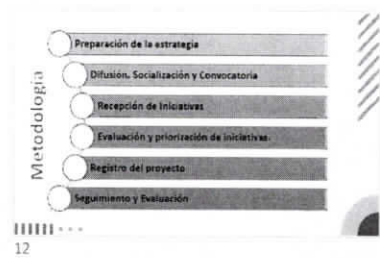 Metodología
Preparación de la estrategia
Difusión, Socialización y Convocatoria
Recepción de Iniciativas
Evaluación y priorización de iniciativas
Registro del proyecto
Seguimiento y Evaluación
12